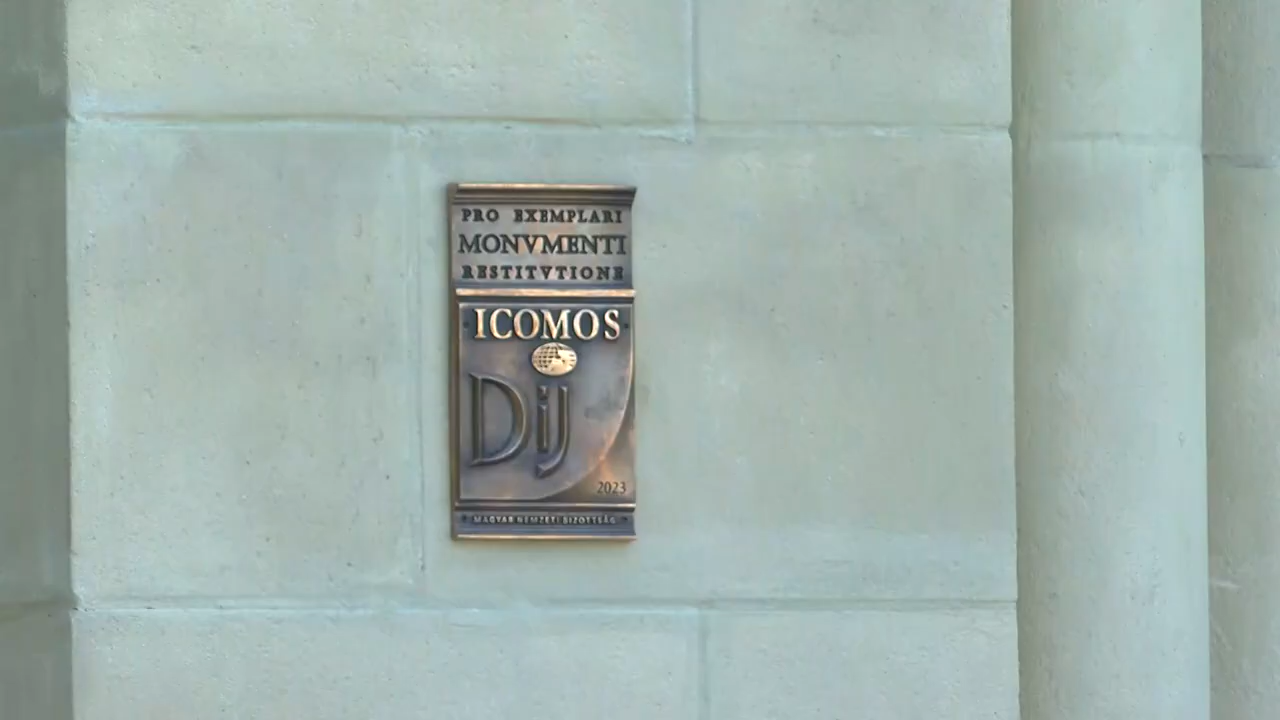 PRO EXEMPLARI
MONVMENTI
RESTITVTIONE
ICOMOS
Díj
2023
MAGYAR NEMZETI BIZOTTSÁG